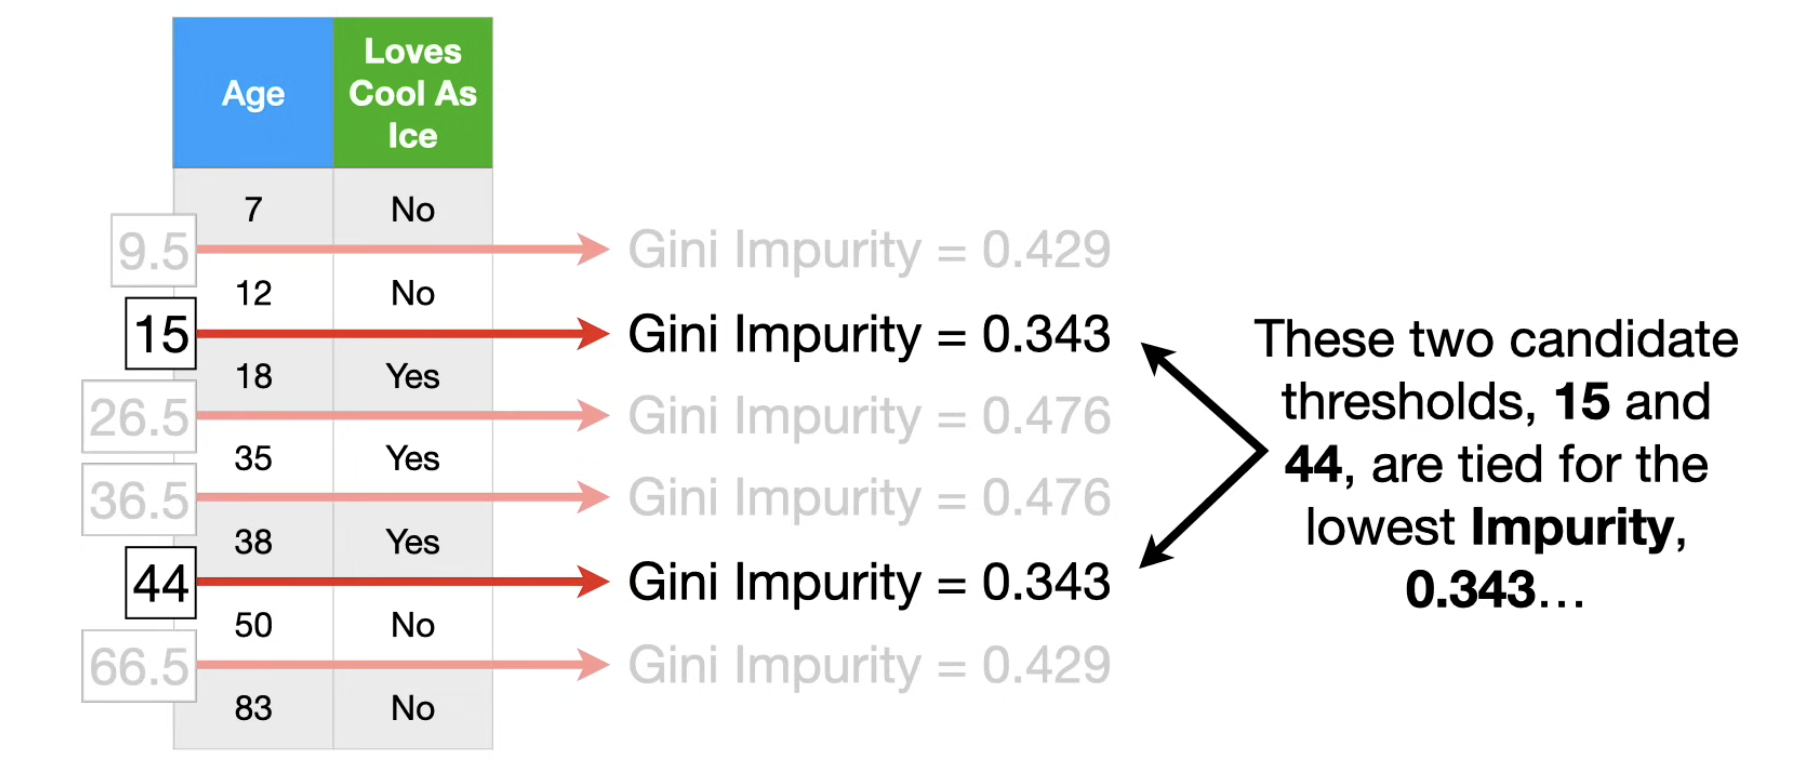 Age
Loves
Cool As
Ice
7 No
9.5 Gini Impurity = 0.429
12 No
15 Gini Impurity = 0.343
18 Yes
26.5 Gini Impurity = 0.476
35 Yes
36.5 Gini Impurity = 0.476
38 Yes
44 Gini Impurity = 0.343
50 No
66.5 Gini Impurity = 0.429
83 No
These two candidate
thresholds, 15 and
44, are tied for the
lowest Impurity,
0.343…